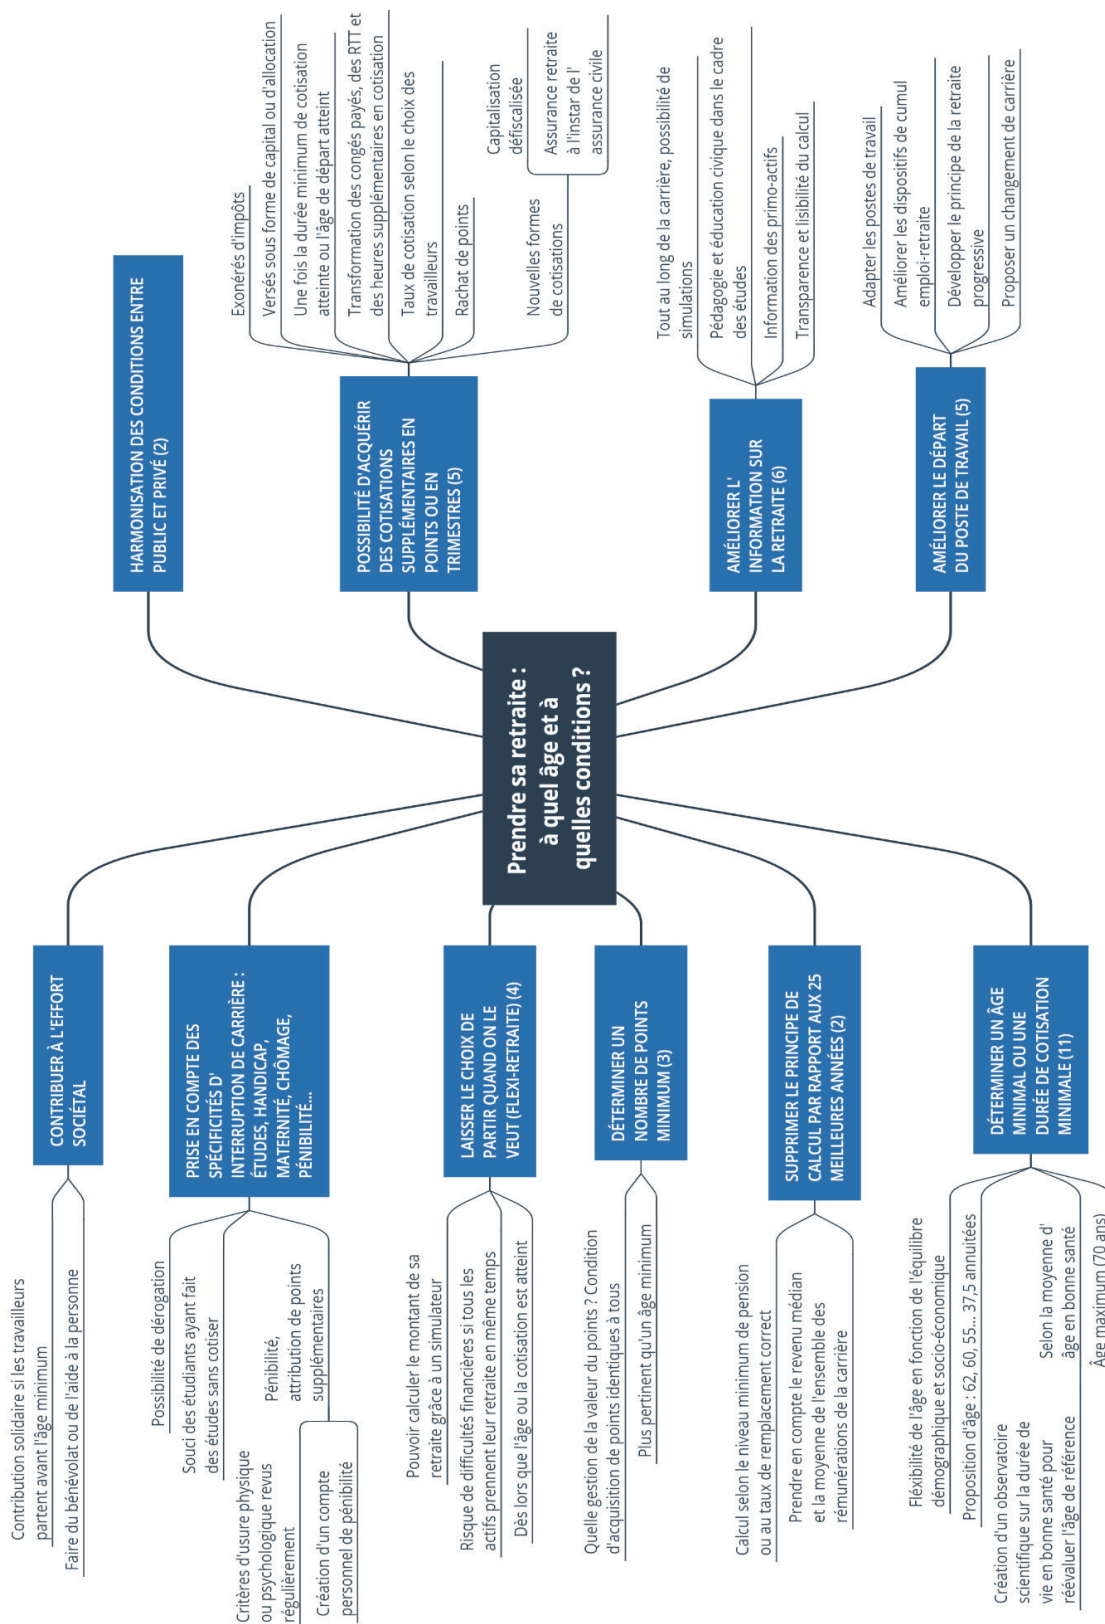 Prendre sa retraite :
à quel âge et à
quelles conditions ?
CONTRIBUER À L'EFFORT
SOCIÉTAL
Contribution solidaire si les travailleurs
partent avant l'âge minimum
Faire du bénévolat ou de l'aide à la personne
PRISE EN COMPTE DES
SPÉCIFICITÉS D'
INTERRUPTION DE CARRIÈRE :
ÉTUDES, HANDICAP,
MATERNITÉ, CHÔMAGE,
PÉNIBILITÉ...
Possibilité de dérogation
Souci des étudiants ayant fait
des études sans cotiser
Pénibilité,
attribution de points
supplémentaires
Critères d'usure physique
ou psychologique revus
régulièrement
Création d'un compte
personnel de pénibilité
LAISSER LE CHOIX DE
PARTIR QUAND ON LE
VEUT (FLEXI-RETRAITE) (4)
Pouvoir calculer le montant de sa
retraite grâce à un simulateur
Risque de difficultés financières si tous les
actifs prennent leur retraite en même temps
Dès lors que l'âge ou la cotisation est atteint
DÉTERMINER UN
NOMBRE DE POINTS
MINIMUM (3)
Quelle gestion de la valeur du points ? Condition
d'acquisition de points identiques à tous
Plus pertinent qu'un âge minimum
SUPPRIMER LE PRINCIPE DE
CALCUL PAR RAPPORT AUX 25
MEILLEURES ANNÉES (2)
Calcul selon le niveau minimum de pension
ou au taux de remplacement correct
Prendre en compte le revenu médian
et la moyenne de l'ensemble des
rémunérations de la carrière
DÉTERMINER UN ÂGE
MINIMAL OU UNE
DURÉE DE COTISATION
MINIMALE (11)
Fléxibilité de l'âge en fonction de l'équilibre
démographique et socio-économique
Proposition d'âge : 62, 60, 55... 37,5 annuitées
Selon la moyenne d'
âge en bonne santé
Création d'un observatoire
scientifique sur la durée de
vie en bonne santé pour
réévaluer l'âge de référence
Âge maximum (70 ans)
HARMONISATION DES CONDITIONS ENTRE
PUBLIC ET PRIVÉ (2)
POSSIBILITÉ D'ACQUÉRIR
DES COTISATIONS
SUPPLÉMENTAIRES EN
POINTS OU EN
TRIMESTRES (5)
Exonérés d'impôts
Versés sous forme de capital ou d'allocation
Une fois la durée minimum de cotisation
atteinte ou l'âge de départ atteint
Transformation des congés payés, des RTT et
des heures supplémentaires en cotisation
Taux de cotisation selon le choix des
travailleurs
Rachat de points
Nouvelles formes
de cotisations
Capitalisation
défiscalisée
Assurance retraite
à l'instar de l'
assurance civile
AMÉLIORER L'
INFORMATION SUR
LA RETRAITE (6)
Tout au long de la carrière, possibilité de
simulations
Pédagogie et éducation civique dans le cadre
des études
Information des primo-actifs
Transparence et lisibilité du calcul
AMÉLIORER LE DÉPART
DU POSTE DE TRAVAIL (5)
Adapter les postes de travail
Améliorer les dispositifs de cumul
emploi-retraite
Développer le principe de la retraite
progressive
Proposer un changement de carrière